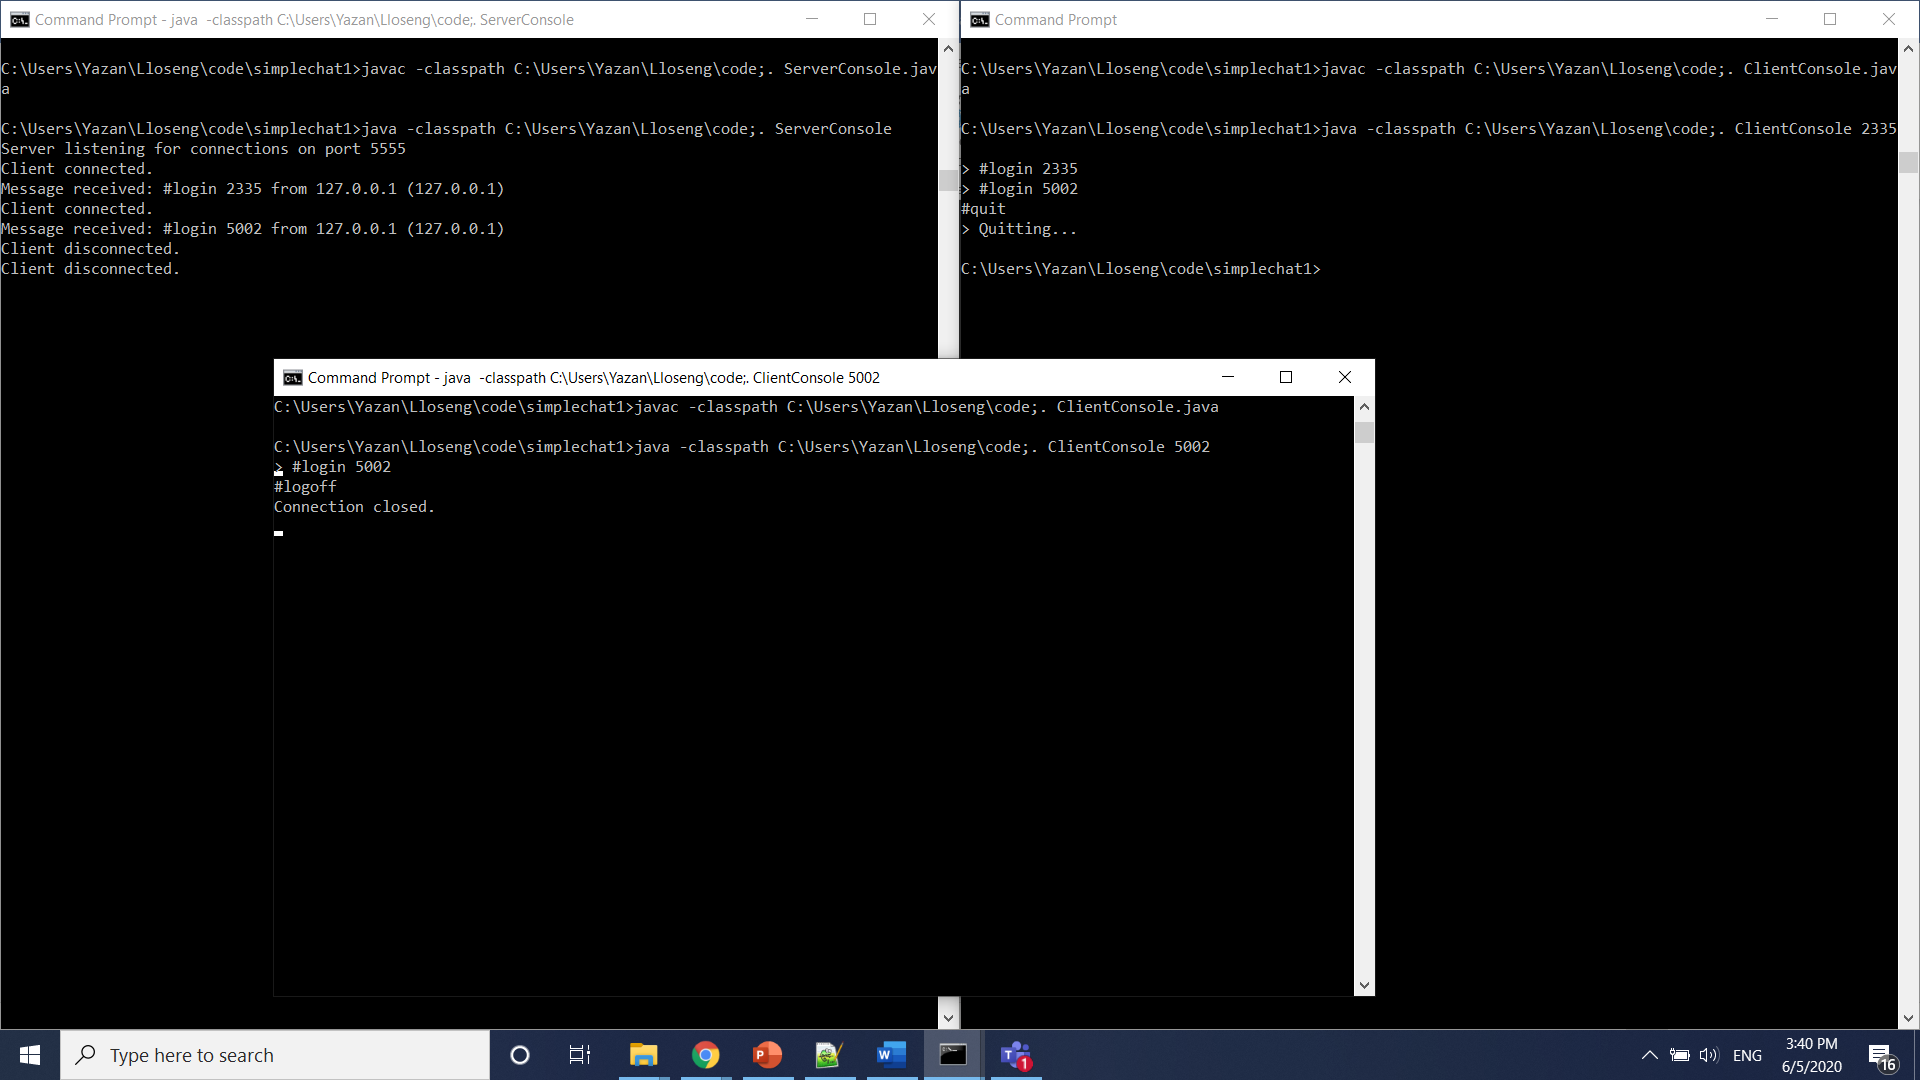 Command Prompt - java  -classpath C:\Users\Yazan\Lloseng\code;. ServerConsole
C:\Users\Yazan\Lloseng\code\simplechat1>javac -classpath C:\Users\Yazan\Lloseng\code;. ServerConsole.jav
a
C:\Users\Yazan\Lloseng\code\simplechat1>java -classpath C:\Users\Yazan\Lloseng\code;. ServerConsole
Server listening for connections on port 5555
Client connected.
Message received: #login 2335 from 127.0.0.1 (127.0.0.1)
Client connected.
Message received: #login 5002 from 127.0.0.1 (127.0.0.1)
Client disconnected.
Client disconnected.
Command Prompt
C:\Users\Yazan\Lloseng\code\simplechat1>javac -classpath C:\Users\Yazan\Lloseng\code;. ClientConsole.jav
a
C:\Users\Yazan\Lloseng\code\simplechat1>java -classpath C:\Users\Yazan\Lloseng\code;. ClientConsole 2335
> #login 2335
> #login 5002
#quit
> Quitting...
C:\Users\Yazan\Lloseng\code\simplechat1>
Command Prompt - java  -classpath C:\Users\Yazan\Lloseng\code;. ClientConsole 5002
C:\Users\Yazan\Lloseng\code\simplechat1>javac -classpath C:\Users\Yazan\Lloseng\code;. ClientConsole.java
C:\Users\Yazan\Lloseng\code\simplechat1>java -classpath C:\Users\Yazan\Lloseng\code;. ClientConsole 5002
> #login 5002
#logoff
Connection closed.
Type here to search
ENG
3:40 PM
6/5/2020
16